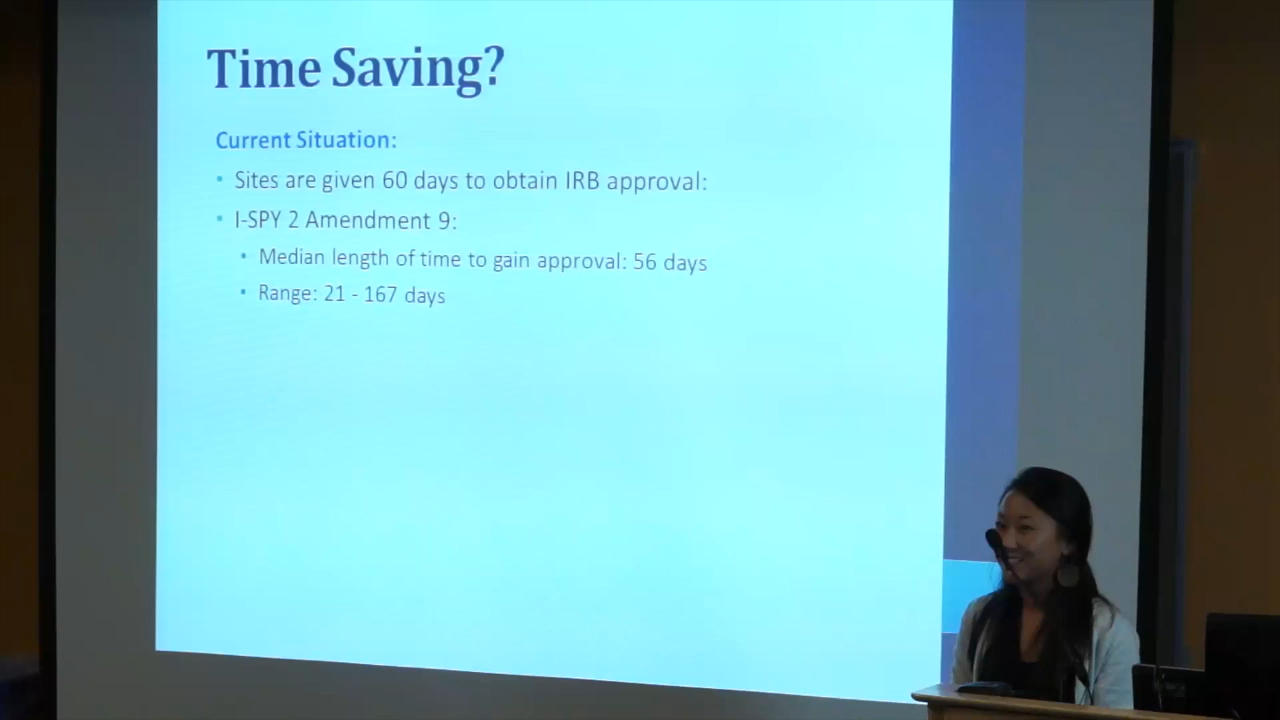 Time Saving?
Current Situation:
• Sites are given 60 days to obtain IRB approval:
• I-SPY 2 Amendment 9:
• Median length of time to gain approval: 56 days
• Range: 21 - 167 days